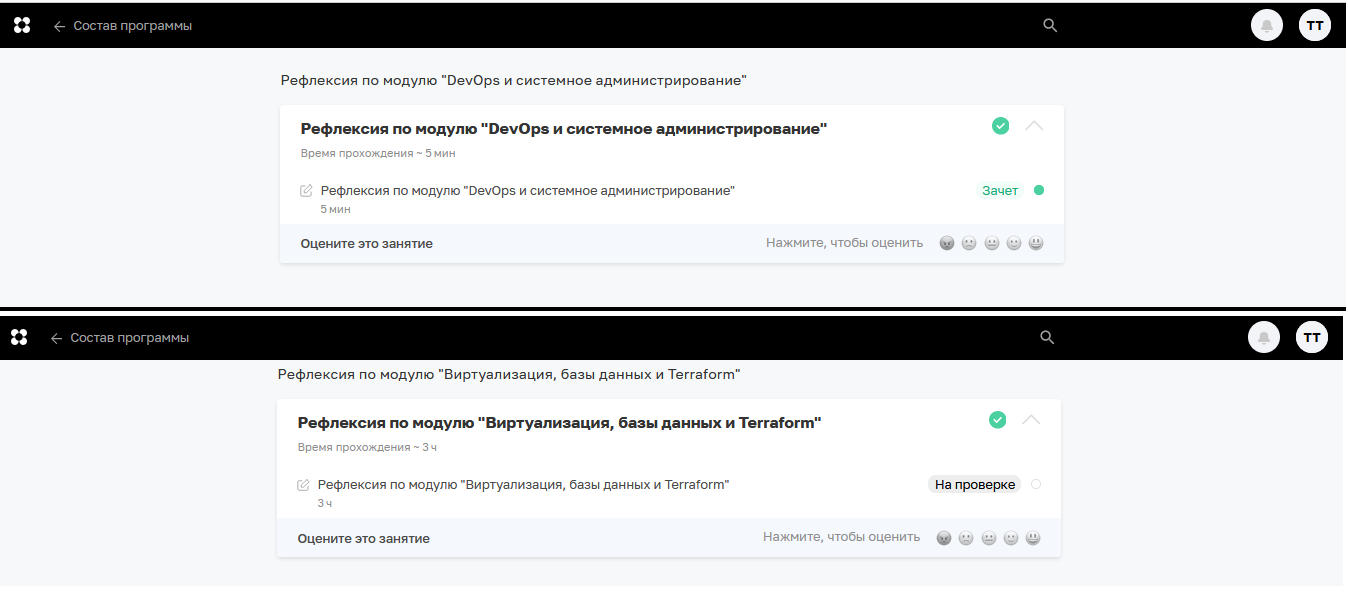 Состав программы
ТТ
Рефлексия по модулю "DevOps и системное администрирование"
Рефлексия по модулю "DevOps и системное администрирование"
Время прохождения ~ 5 мин
Рефлексия по модулю "DevOps и системное администрирование"
Зачет
5 мин
Оцените это занятие
Нажмите, чтобы оценить
Состав программы
ТТ
Рефлексия по модулю "Виртуализация, базы данных и Terraform"
Рефлексия по модулю "Виртуализация, базы данных и Terraform"
Время прохождения ~ 3 ч
Рефлексия по модулю "Виртуализация, базы данных и Terraform"
На проверке
3 ч
Оцените это занятие
Нажмите, чтобы оценить